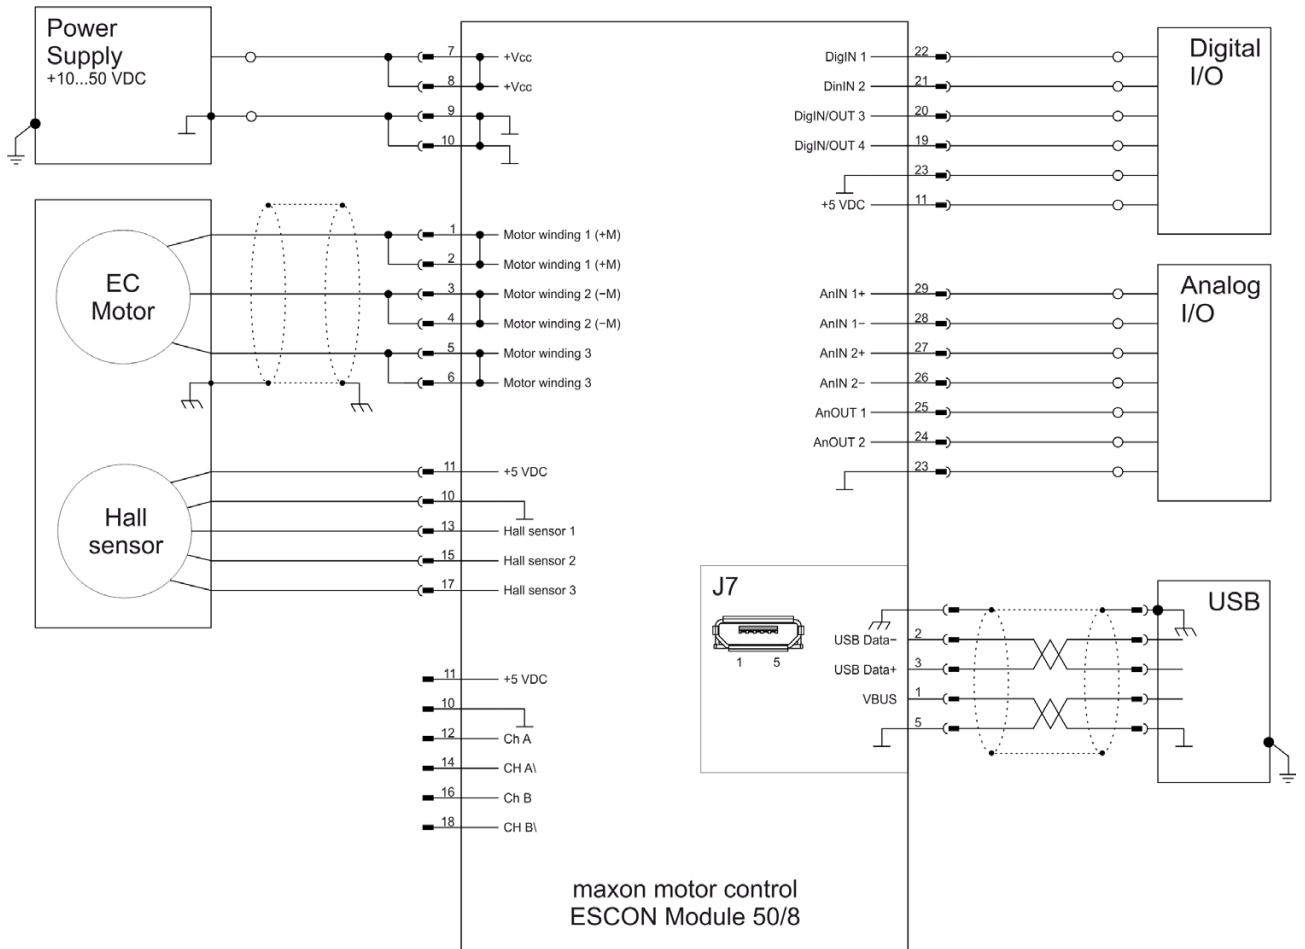 Power
Supply
+10...50 VDC
7 +Vcc
8 +Vcc
9
10
EC
Motor
1 Motor winding 1 (+M)
2 Motor winding 1 (+M)
3 Motor winding 2 (−M)
4 Motor winding 2 (−M)
5 Motor winding 3
6 Motor winding 3
Hall
sensor
11 +5 VDC
10
13 Hall sensor 1
15 Hall sensor 2
17 Hall sensor 3
11 +5 VDC
10
12 Ch A
14 CH A\
16 Ch B
18 CH B\
DigIN 1 22
DinIN 2 21
DigIN/OUT 3 20
DigIN/OUT 4 19
23
+5 VDC 11
Digital
I/O
AnIN 1+ 29
AnIN 1− 28
AnIN 2+ 27
AnIN 2− 26
AnOUT 1 25
AnOUT 2 24
23
Analog
I/O
J7
1 5
USB Data− 2
USB Data+ 3
VBUS 1
5
USB
maxon motor control
ESCON Module 50/8